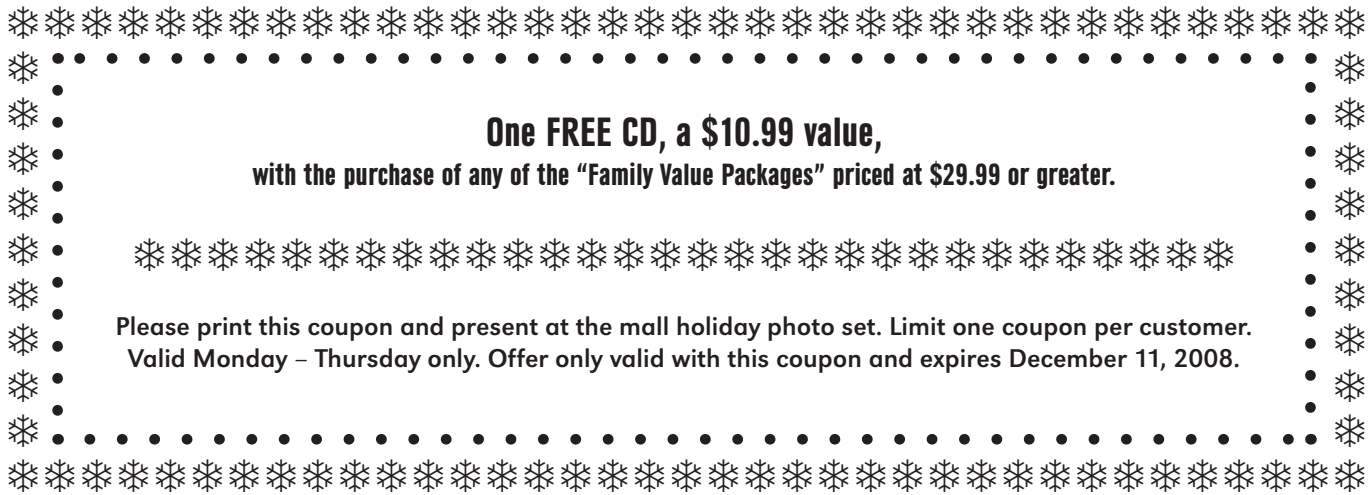 One FREE CD, a $10.99 value,
with the purchase of any of the “Family Value Packages” priced at $29.99 or greater.
Please print this coupon and present at the mall holiday photo set. Limit one coupon per customer.
Valid Monday – Thursday only. Offer only valid with this coupon and expires December 11, 2008.